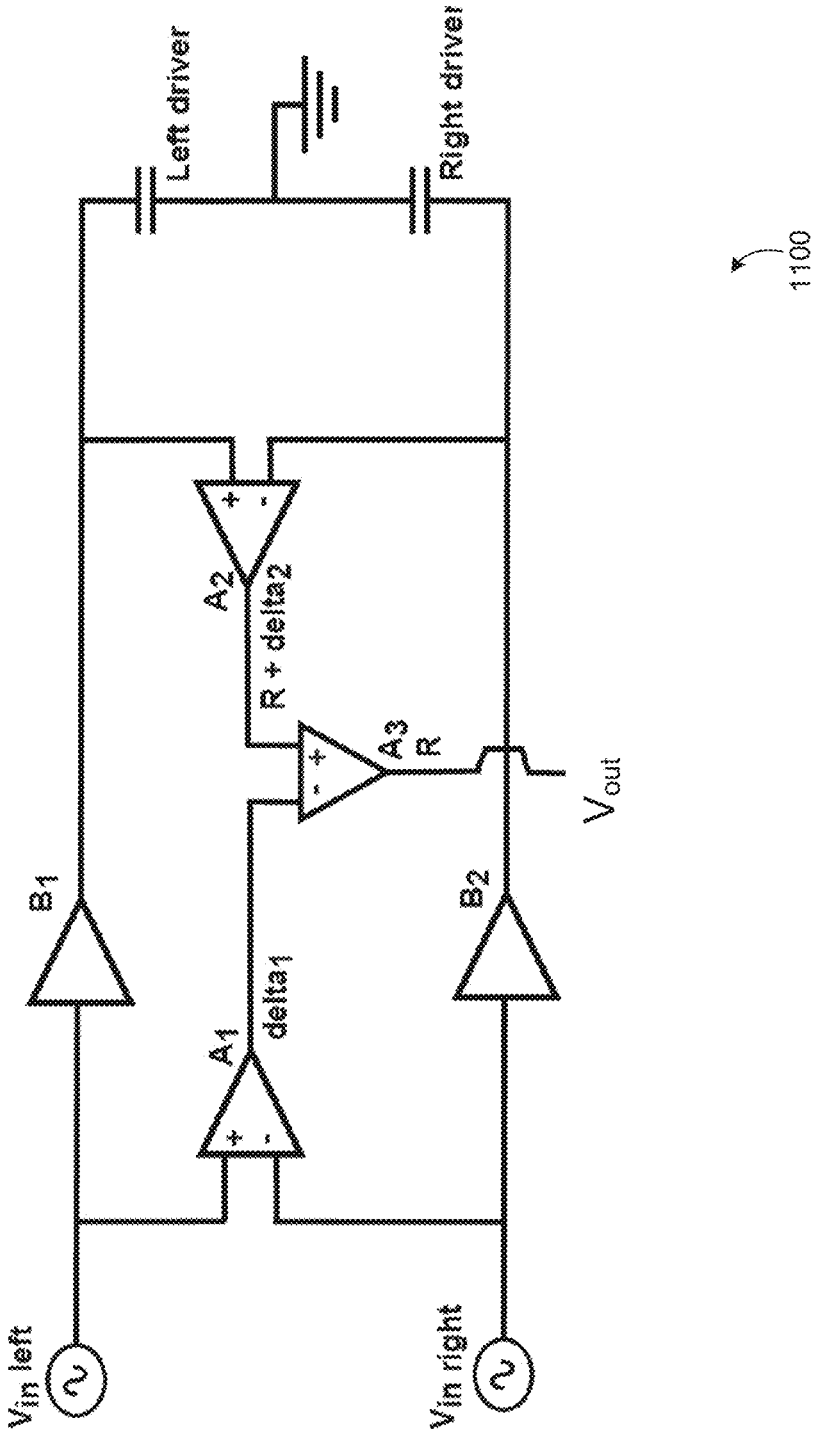 Vin left
B1
Left driver
A1
+
-
delta1
A2
+
-
R + delta2
-
+
A3
R
Vin right
B2
Vout
Right driver
1100